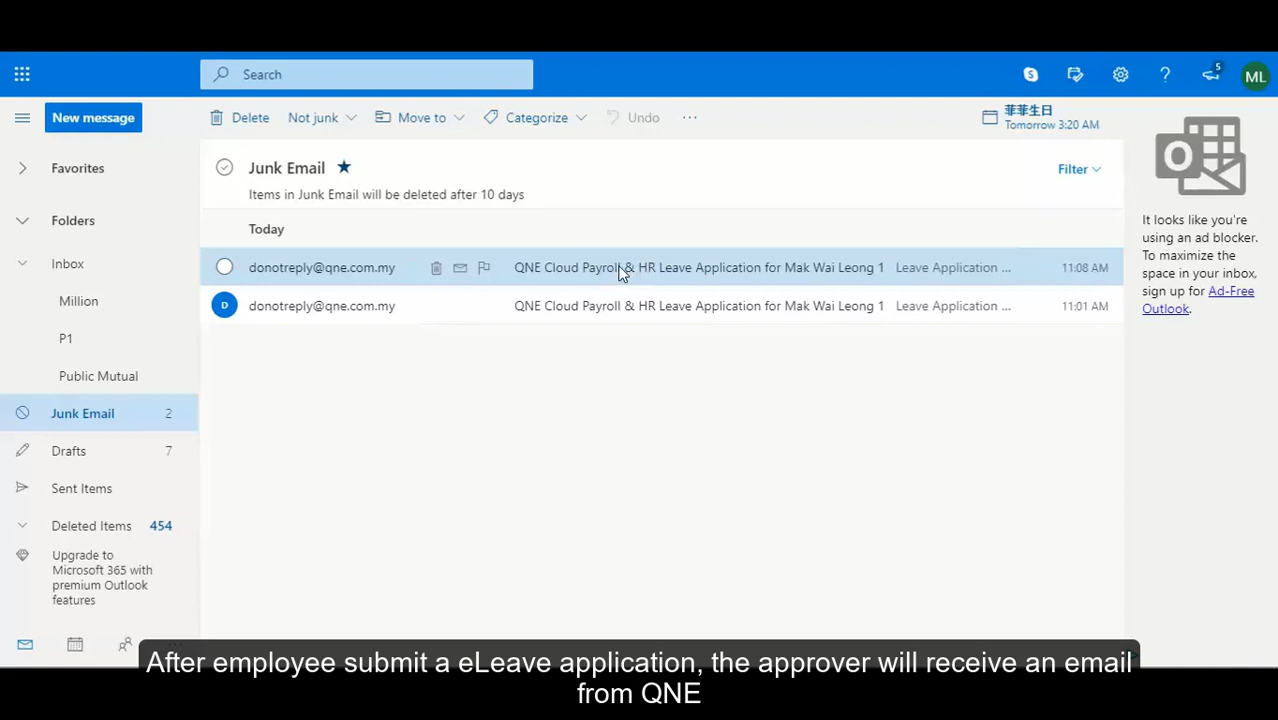 Search
5
ML
New message
Delete
Not junk
Move to
Categorize
Undo
菲菲生日
Tomorrow 3:20 AM
Favorites
Folders
Inbox
Million
P1
Public Mutual
Junk Email 2
Drafts 7
Sent Items
Deleted Items 454
Upgrade to
Microsoft 365 with
premium Outlook
features
Junk Email
Filter
Items in Junk Email will be deleted after 10 days
Today
donotreply@qne.com.my QNE Cloud Payroll & HR Leave Application for Mak Wai Leong 1 Leave Application ... 11:08 AM
D donotreply@qne.com.my QNE Cloud Payroll & HR Leave Application for Mak Wai Leong 1 Leave Application ... 11:01 AM
It looks like you're
using an ad blocker.
To maximize the
space in your inbox,
sign up for Ad-Free
Outlook.
After employee submit a eLeave application, the approver will receive an email
from QNE